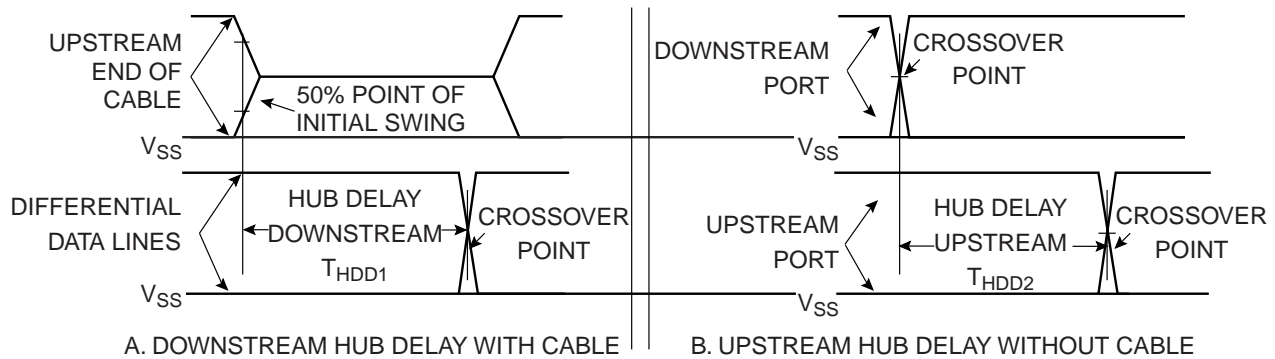 UPSTREAM
END OF
CABLE
50% POINT OF
INITIAL SWING
VSS
DIFFERENTIAL
DATA LINES
HUB DELAY
DOWNSTREAM
THDD1
CROSSOVER
POINT
VSS
A. DOWNSTREAM HUB DELAY WITH CABLE
DOWNSTREAM
PORT
CROSSOVER
POINT
VSS
UPSTREAM
PORT
HUB DELAY
UPSTREAM
THDD2
CROSSOVER
POINT
VSS
B. UPSTREAM HUB DELAY WITHOUT CABLE